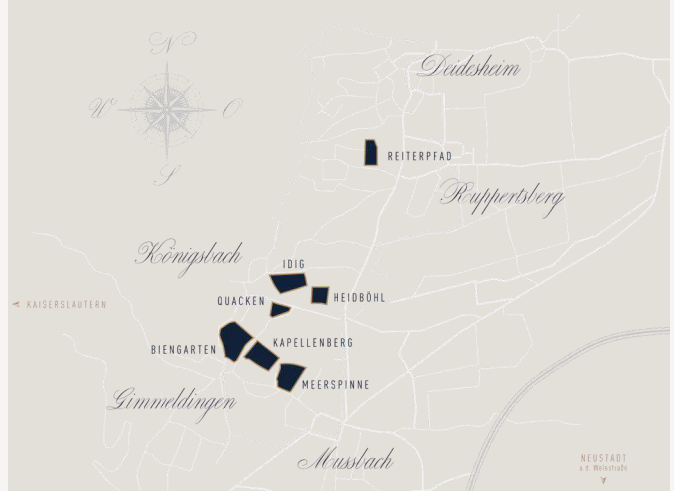 N
W
O
S
Deidesheim
REITERPFAD
Ruppertsberg
Königsbach
IDIG
QUACKEN
HEIDBÖHL
KAISERSLAUTERN
BIENGARTEN
KAPELLENBERG
MEERSPINNE
Gimmeldingen
Mussbach
NEUSTADT
a.d. Weinstraße